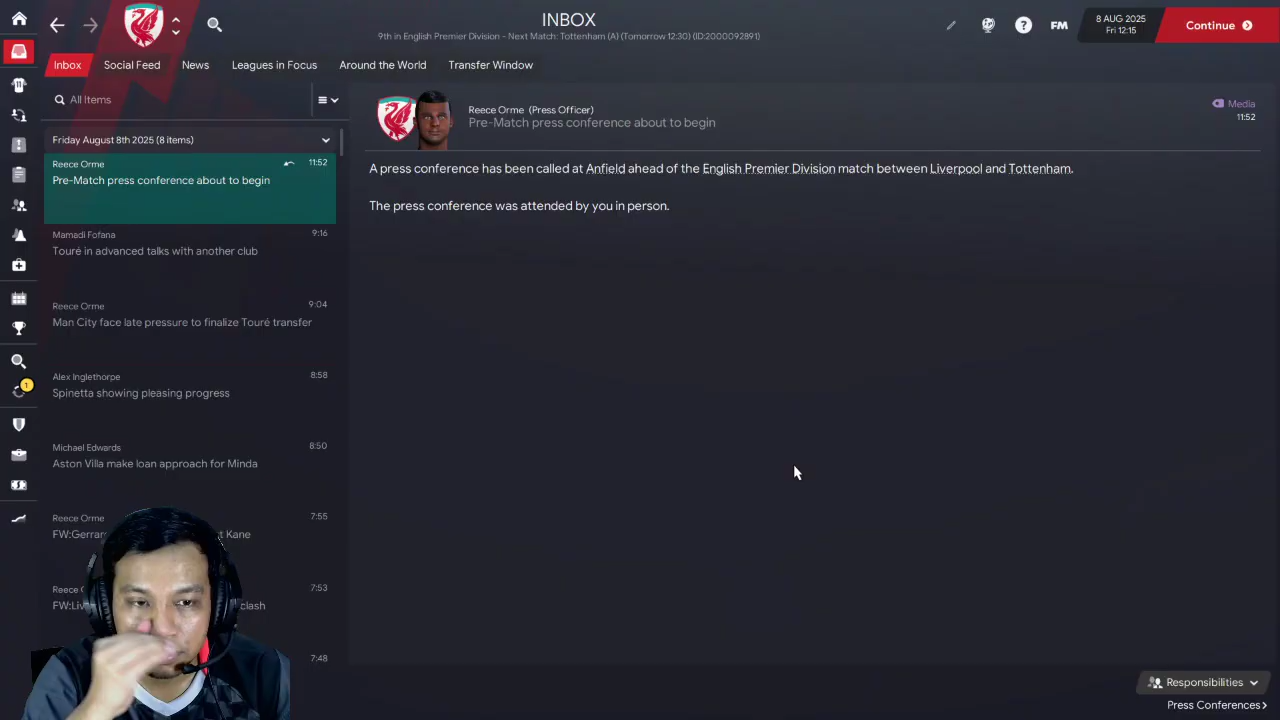 INBOX
9th in English Premier Division - Next Match: Tottenham (A) (Tomorrow 12:30) (ID:2000092891)
FM
8 AUG 2025
Fri 12:15
Continue
Inbox
Social Feed
News
Leagues in Focus
Around the World
Transfer Window
All Items
Friday August 8th 2025 (8 items)
Reece Orme
11:52
Pre-Match press conference about to begin
Mamadi Fofana
9:16
Touré in advanced talks with another club
Reece Orme
9:04
Man City face late pressure to finalize Touré transfer
Alex Inglethorpe
8:58
Spinetta showing pleasing progress
1
Michael Edwards
8:50
Aston Villa make loan approach for Minda
Reece Orme
7:55
FW:Gerrar
t Kane
Reece
7:53
FW:Liv
clash
7:48
Reece Orme (Press Officer)
Pre-Match press conference about to begin
Media
11:52
A press conference has been called at Anfield ahead of the English Premier Division match between Liverpool and Tottenham.
The press conference was attended by you in person.
Responsibilities
Press Conferences